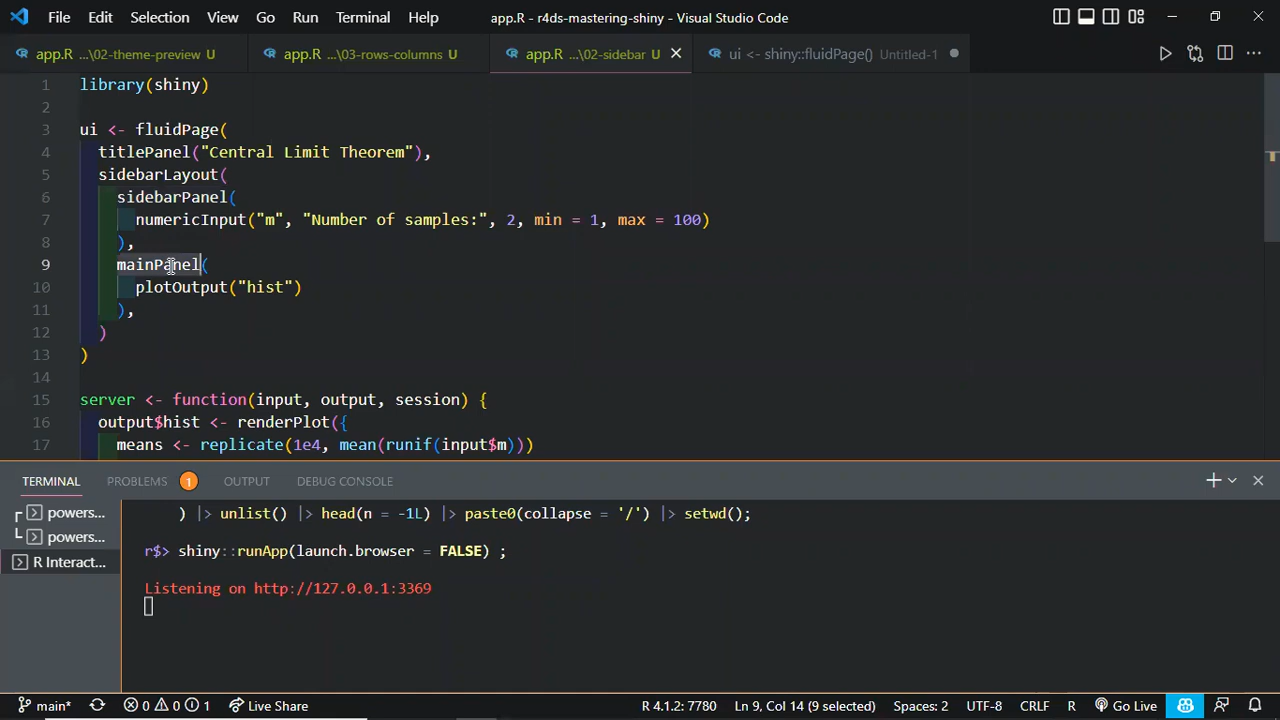 File Edit Selection View Go Run Terminal Help app.R - r4ds-mastering-shiny - Visual Studio Code
app.R ...\02-theme-preview U app.R ...\03-rows-columns U app.R ...\02-sidebar U ui <- shiny::fluidPage() Untitled-1
1 library(shiny)
2
3 ui <- fluidPage(
4 titlePanel("Central Limit Theorem"),
5 sidebarLayout(
6 sidebarPanel(
7 numericInput("m", "Number of samples:", 2, min = 1, max = 100)
8 ),
9 mainPanel(
10 plotOutput("hist")
11 ),
12 )
13 )
14
15 server <- function(input, output, session) {
16 output$hist <- renderPlot({
17 means <- replicate(1e4, mean(runif(input$m)))
TERMINAL PROBLEMS 1 OUTPUT DEBUG CONSOLE
powers...
powers...
R Interact...
) |> unlist() |> head(n = -1L) |> paste0(collapse = '/') |> setwd();
r$> shiny::runApp(launch.browser = FALSE) ;
Listening on http://127.0.0.1:3369
main* 0 0 1 Live Share R 4.1.2: 7780 Ln 9, Col 14 (9 selected) Spaces: 2 UTF-8 CRLF R Go Live